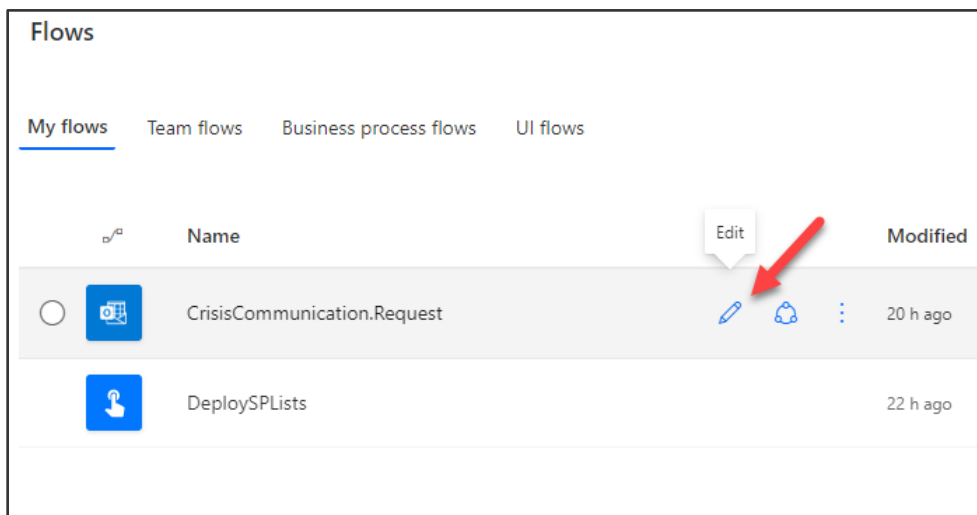 Flows
My flows Team flows Business process flows UI flows
Edit
Name Modified
CrisisCommunication.Request 20 h ago
DeploySPLists 22 h ago